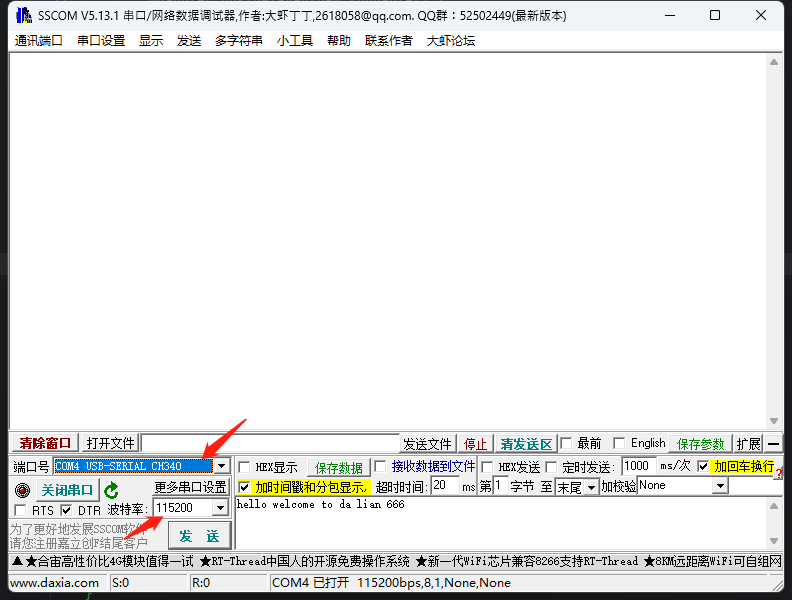 SSCOM V5.13.1 串口/网络数据调试器,作者:大虾丁丁,2618058@qq.com. QQ群：52502449(最新版本)
通讯端口 串口设置 显示 发送 多字符串 小工具 帮助 联系作者 大虾论坛
清除窗口 打开文件 发送文件 停止 清发送区 最前 English 保存参数 扩展 —
端口号 COM4 USB-SERIAL CH340 HEX显示 保存数据 接收数据到文件 HEX发送 定时发送: 1000 ms/次 加回车换行 ?
关闭串口 更多串口设置 加时间戳和分包显示, 超时时间: 20 ms 第 1 字节 至 末尾 加校验 None
RTS DTR 波特率: 115200 hello welcome to da lian 666
为了更好地发展SSCOM软件
请您注册嘉立创F结尾客户
发 送
▲★合宙高性价比4G模块值得一试 ★RT-Thread中国人的开源免费操作系统 ★新一代WiFi芯片兼容8266支持RT-Thread ★8KM远距离WiFi可自组网
www.daxia.com S:0 R:0 COM4 已打开 115200bps,8,1,None,None